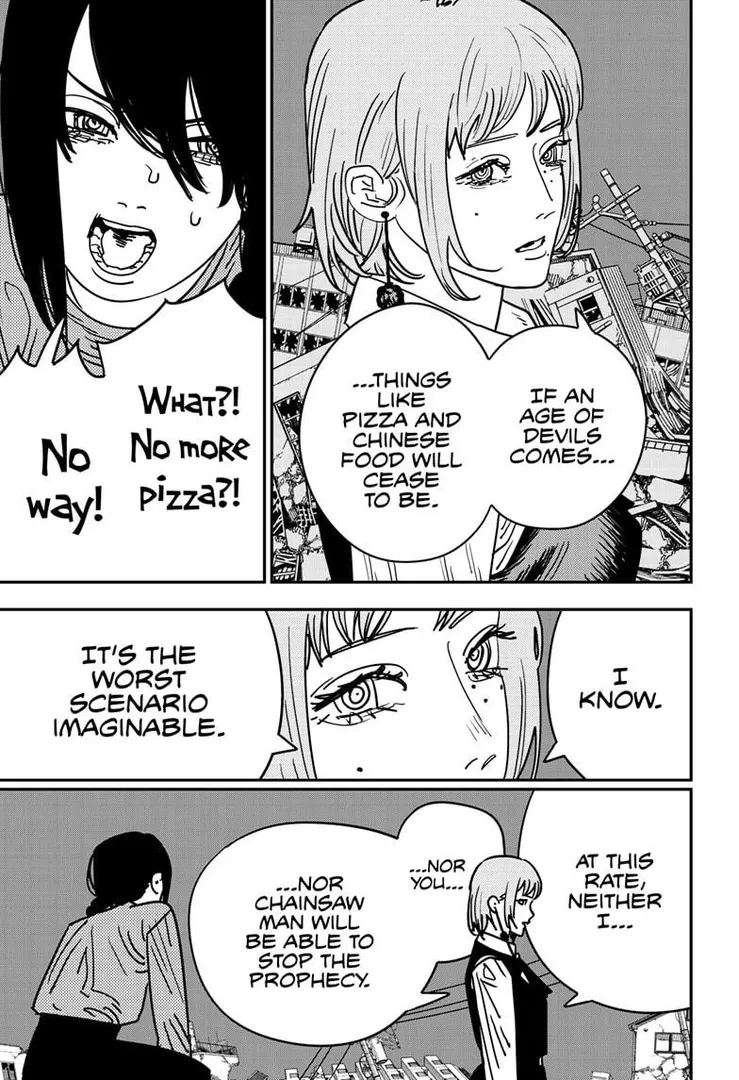 IF AN
AGE OF
DEVILS
COMES...
...THINGS
LIKE
PIZZA AND
CHINESE
FOOD WILL
CEASE
TO BE.
What?!
No more
pizza?!
No
way!
I
KNOW.
IT'S THE
WORST
SCENARIO
IMAGINABLE.
AT THIS
RATE,
NEITHER
I...
...NOR
YOU...
...NOR
CHAINSAW
MAN WILL
BE ABLE TO
STOP THE
PROPHECY.